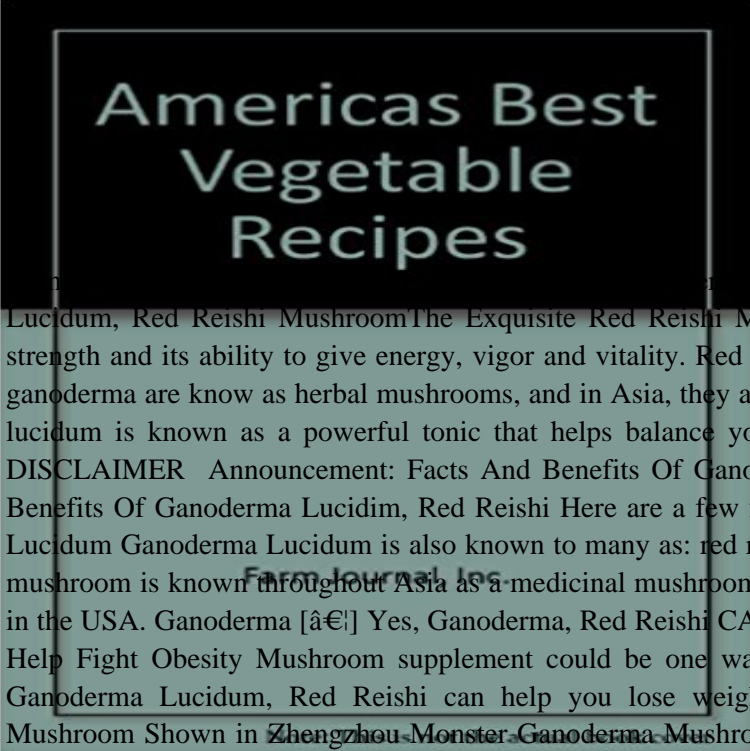 Americas Best
Vegetable
Recipes
Lucidum, Red Reishi MushroomThe Exquisite Red Reishi
strength and its ability to give energy, vigor and vitality. Red
ganoderma are know as herbal mushrooms, and in Asia, they
lucidum is known as a powerful tonic that helps balance
DISCLAIMER Announcement: Facts And Benefits Of
Benefits Of Ganoderma Lucidim, Red Reishi Here are a few
Lucidum Ganoderma Lucidum is also known to many as: red
mushroom is known throughout Asia as a medicinal mushroom
Farm Journal, Inc.
in the USA. Ganoderma [â€¦] Yes, Ganoderma, Red Reishi
Help Fight Obesity Mushroom supplement could be one
Ganoderma Lucidum, Red Reishi can help you lose
Mushroom Shown in Zhengzhou Monster Ganoderma